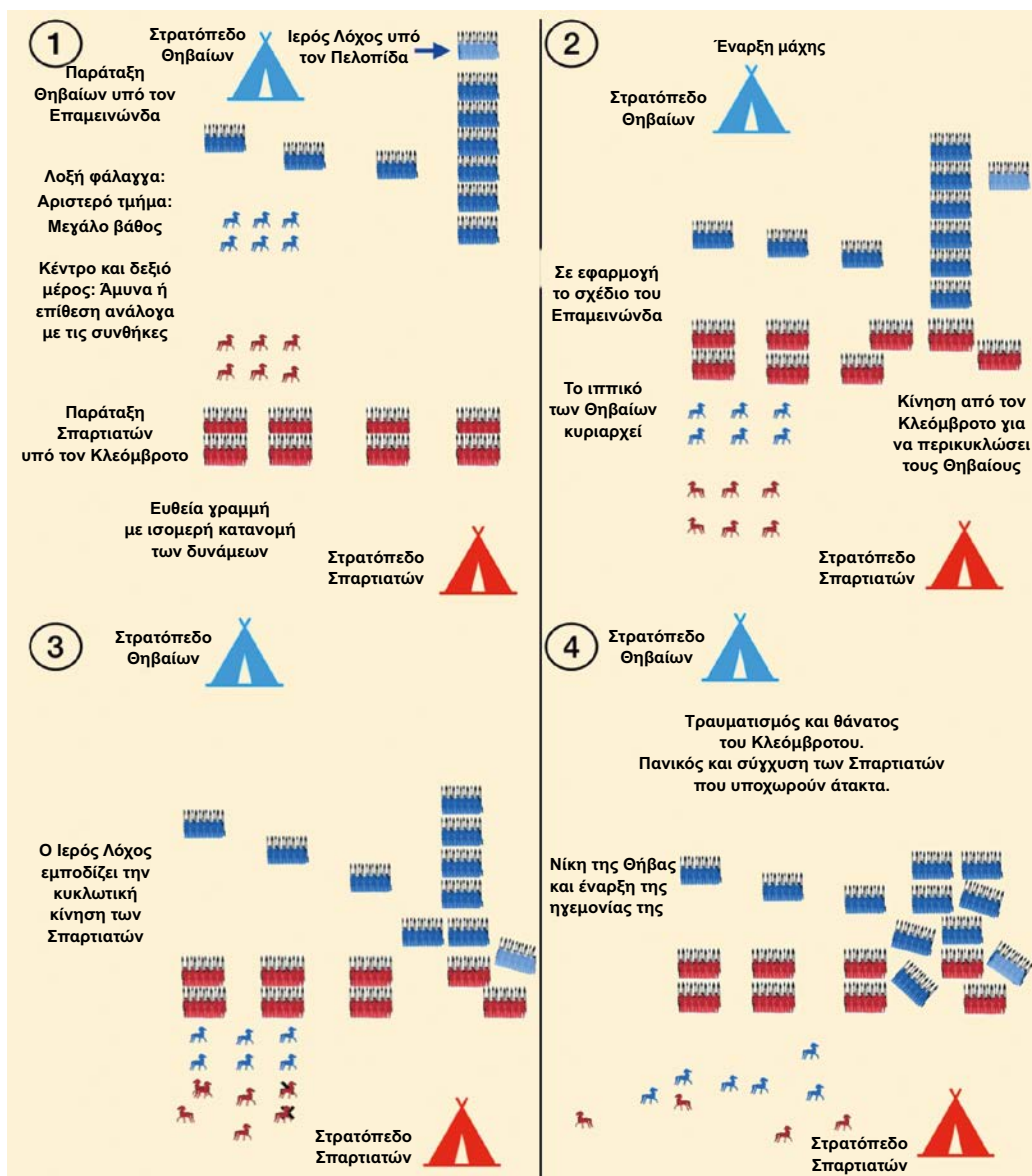 1
Στρατόπεδο
Θηβαίων
Ιερός Λόχος υπό
τον Πελοπίδα
Παράταξη
Θηβαίων υπό τον
Επαμεινώνδα
Λοξή φάλαγγα:
Αριστερό τμήμα:
Μεγάλο βάθος
Κέντρο και δεξιό
μέρος: Άμυνα ή
επίθεση ανάλογα
με τις συνθήκες
Παράταξη
Σπαρτιατών
υπό τον Κλεόμβροτο
Ευθεία γραμμή
με ισομερή κατανομή
των δυνάμεων
Στρατόπεδο
Σπαρτιατών
2
Έναρξη μάχης
Στρατόπεδο
Θηβαίων
Σε εφαρμογή
το σχέδιο του
Επαμεινώνδα
Το ιππικό
των Θηβαίων
κυριαρχεί
Κίνηση από τον
Κλεόμβροτο για
να περικυκλώσει
τους Θηβαίους
Στρατόπεδο
Σπαρτιατών
3
Στρατόπεδο
Θηβαίων
Ο Ιερός Λόχος
εμποδίζει την
κυκλωτική
κίνηση των
Σπαρτιατών
Στρατόπεδο
Σπαρτιατών
4
Στρατόπεδο
Θηβαίων
Τραυματισμός και θάνατος
του Κλεόμβροτου.
Πανικός και σύγχυση των Σπαρτιατών
που υποχωρούν άτακτα.
Νίκη της Θήβας
και έναρξη της
ηγεμονίας της
Στρατόπεδο
Σπαρτιατών